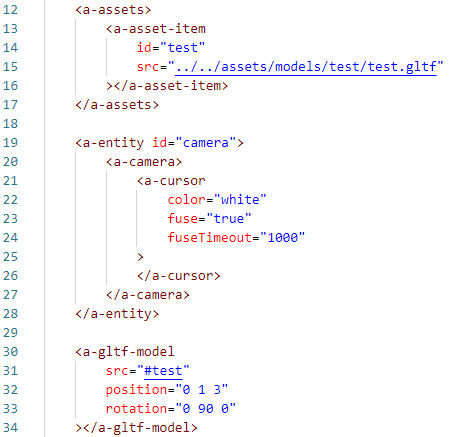 12 <a-assets>
13 <a-asset-item
14 id="test"
15 src="../../assets/models/test/test.gltf"
16 ></a-asset-item>
17 </a-assets>
18
19 <a-entity id="camera">
20 <a-camera>
21 <a-cursor
22 color="white"
23 fuse="true"
24 fuseTimeout="1000"
25 >
26 </a-cursor>
27 </a-camera>
28 </a-entity>
29
30 <a-gltf-model
31 src="#test"
32 position="0 1 3"
33 rotation="0 90 0"
34 ></a-gltf-model>